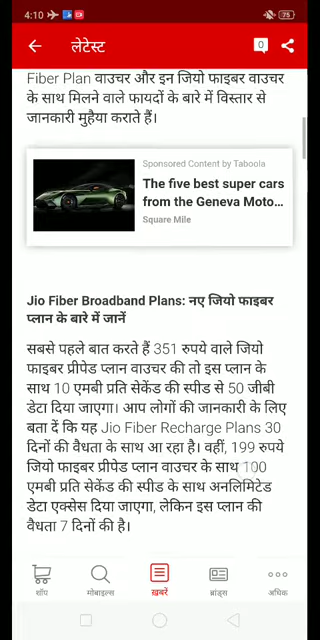 4:10
75
लेटेस्ट
0
Fiber Plan वाउचर और इन जियो फाइबर वाउचर
के साथ मिलने वाले फायदों के बारे में विस्तार से
जानकारी मुहैया कराते हैं।
Sponsored Content by Taboola
The five best super cars
from the Geneva Moto...
Square Mile
Jio Fiber Broadband Plans: नए जियो फाइबर
प्लान के बारे में जानें
सबसे पहले बात करते हैं 351 रुपये वाले जियो
फाइबर प्रीपेड प्लान वाउचर की तो इस प्लान के
साथ 10 एमबी प्रति सेकेंड की स्पीड से 50 जीबी
डेटा दिया जाएगा। आप लोगों की जानकारी के लिए
बता दें कि यह Jio Fiber Recharge Plans 30
दिनों की वैधता के साथ आ रहा है। वहीं, 199 रुपये
जियो फाइबर प्रीपेड प्लान वाउचर के साथ 100
एमबी प्रति सेकेंड की स्पीड के साथ अनलिमिटेड
डेटा एक्सेस दिया जाएगा, लेकिन इस प्लान की
वैधता 7 दिनों की है।
शॉप
मोबाइल्स
ख़बरें
ब्रांड्स
अधिक